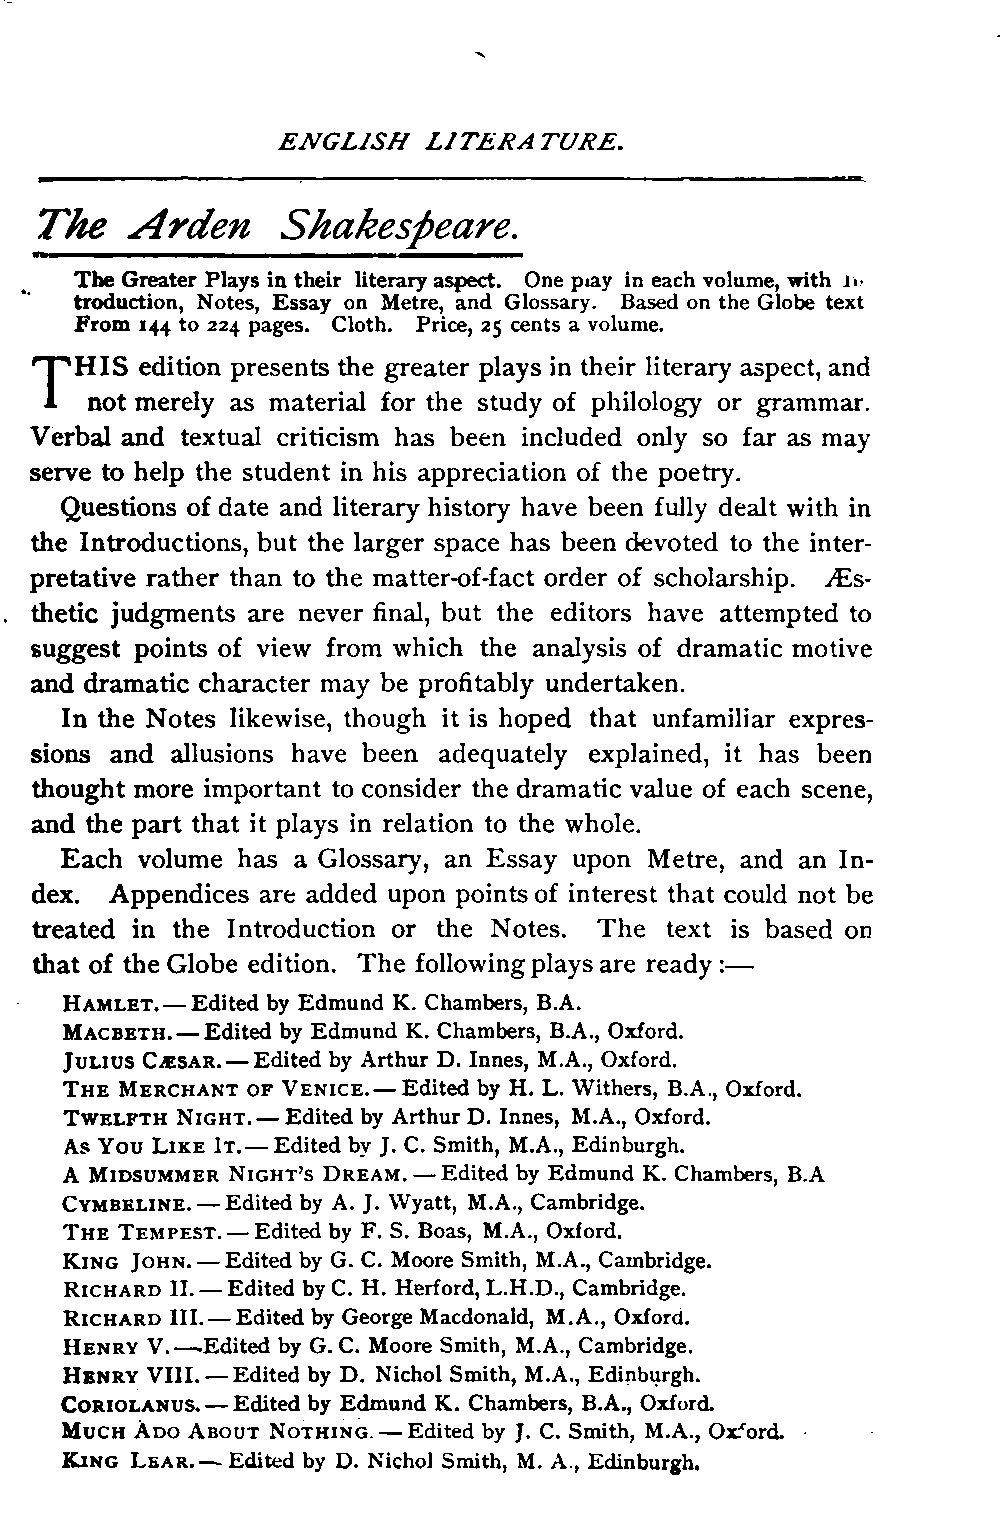 ENGLISH LITERATURE.
The Arden Shakespeare.
The Greater Plays in their literary aspect. One play in each volume, with In-
troduction, Notes, Essay on Metre, and Glossary. Based on the Globe text
From 144 to 224 pages. Cloth. Price, 25 cents a volume.
THIS edition presents the greater plays in their literary aspect, and
not merely as material for the study of philology or grammar.
Verbal and textual criticism has been included only so far as may
serve to help the student in his appreciation of the poetry.
Questions of date and literary history have been fully dealt with in
the Introductions, but the larger space has been devoted to the inter-
pretative rather than to the matter-of-fact order of scholarship. Æs-
thetic judgments are never final, but the editors have attempted to
suggest points of view from which the analysis of dramatic motive
and dramatic character may be profitably undertaken.
In the Notes likewise, though it is hoped that unfamiliar expres-
sions and allusions have been adequately explained, it has been
thought more important to consider the dramatic value of each scene,
and the part that it plays in relation to the whole.
Each volume has a Glossary, an Essay upon Metre, and an In-
dex. Appendices are added upon points of interest that could not be
treated in the Introduction or the Notes. The text is based on
that of the Globe edition. The following plays are ready :—
HAMLET. — Edited by Edmund K. Chambers, B.A.
MACBETH. — Edited by Edmund K. Chambers, B.A., Oxford.
JULIUS CÆSAR. — Edited by Arthur D. Innes, M.A., Oxford.
THE MERCHANT OF VENICE. — Edited by H. L. Withers, B.A., Oxford.
TWELFTH NIGHT. — Edited by Arthur D. Innes, M.A., Oxford.
AS YOU LIKE IT. — Edited by J. C. Smith, M.A., Edinburgh.
A MIDSUMMER NIGHT'S DREAM. — Edited by Edmund K. Chambers, B.A
CYMBELINE. — Edited by A. J. Wyatt, M.A., Cambridge.
THE TEMPEST. — Edited by F. S. Boas, M.A., Oxford.
KING JOHN. — Edited by G. C. Moore Smith, M.A., Cambridge.
RICHARD II. — Edited by C. H. Herford, L.H.D., Cambridge.
RICHARD III. — Edited by George Macdonald, M.A., Oxford.
HENRY V. — Edited by G. C. Moore Smith, M.A., Cambridge.
HENRY VIII. — Edited by D. Nichol Smith, M.A., Edinburgh.
CORIOLANUS. — Edited by Edmund K. Chambers, B.A., Oxford.
MUCH ADO ABOUT NOTHING. — Edited by J. C. Smith, M.A., Oxford.
KING LEAR. — Edited by D. Nichol Smith, M. A., Edinburgh.